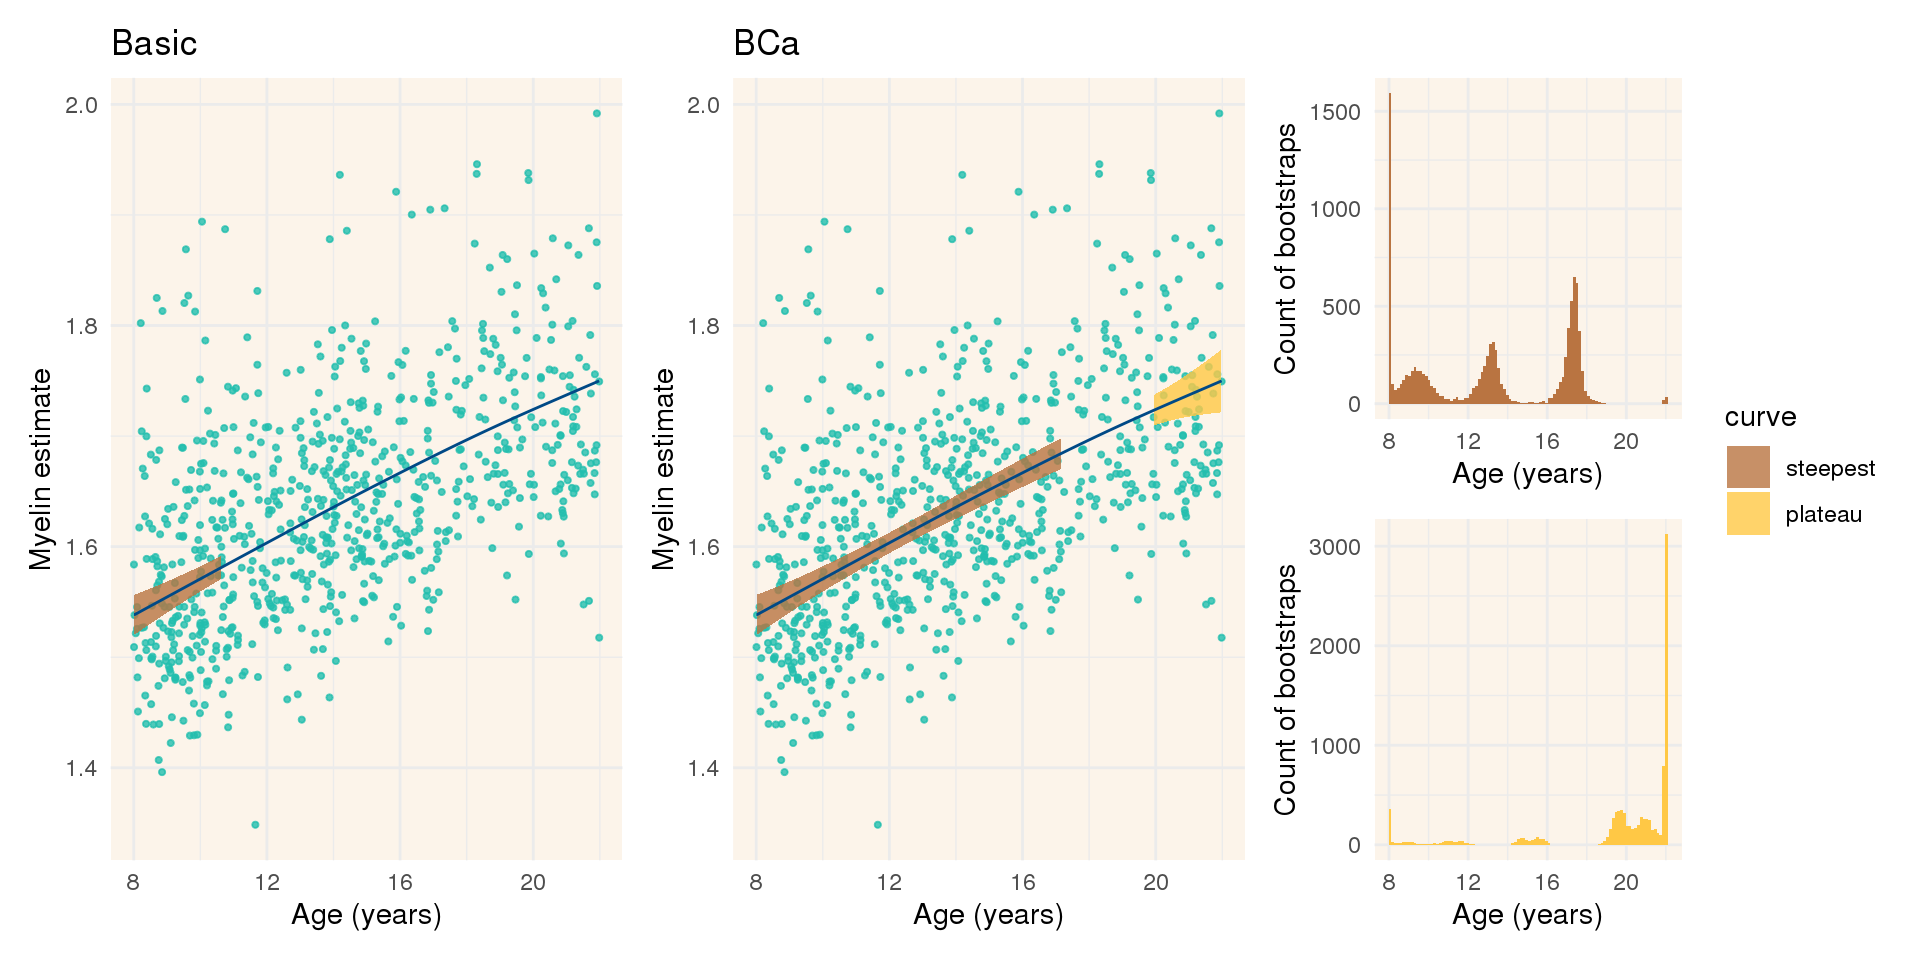 Basic
Myelin estimate
2.0
1.8
1.6
1.4
8 12 16 20
Age (years)
BCa
Myelin estimate
2.0
1.8
1.6
1.4
8 12 16 20
Age (years)
Count of bootstraps
1500
1000
500
0
8 12 16 20
Age (years)
Count of bootstraps
3000
2000
1000
0
8 12 16 20
Age (years)
curve
steepest
plateau